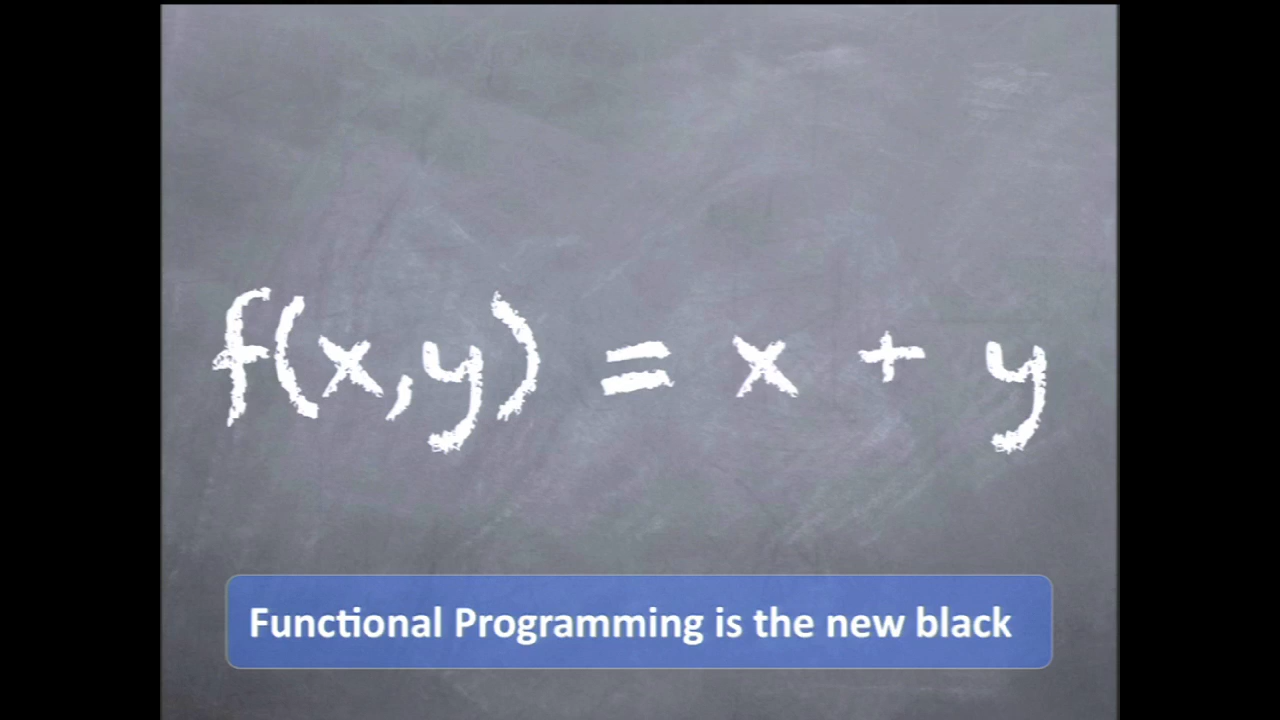 f(x,y) = x + y
Functional Programming is the new black